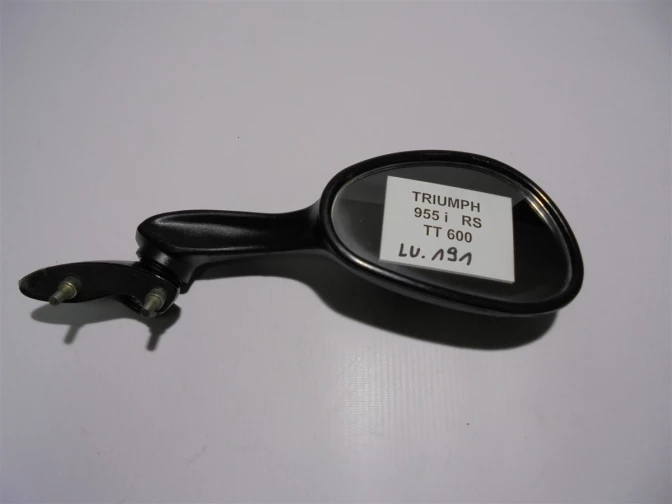 TRIUMPH
955 i RS
TT 600
LU. 191